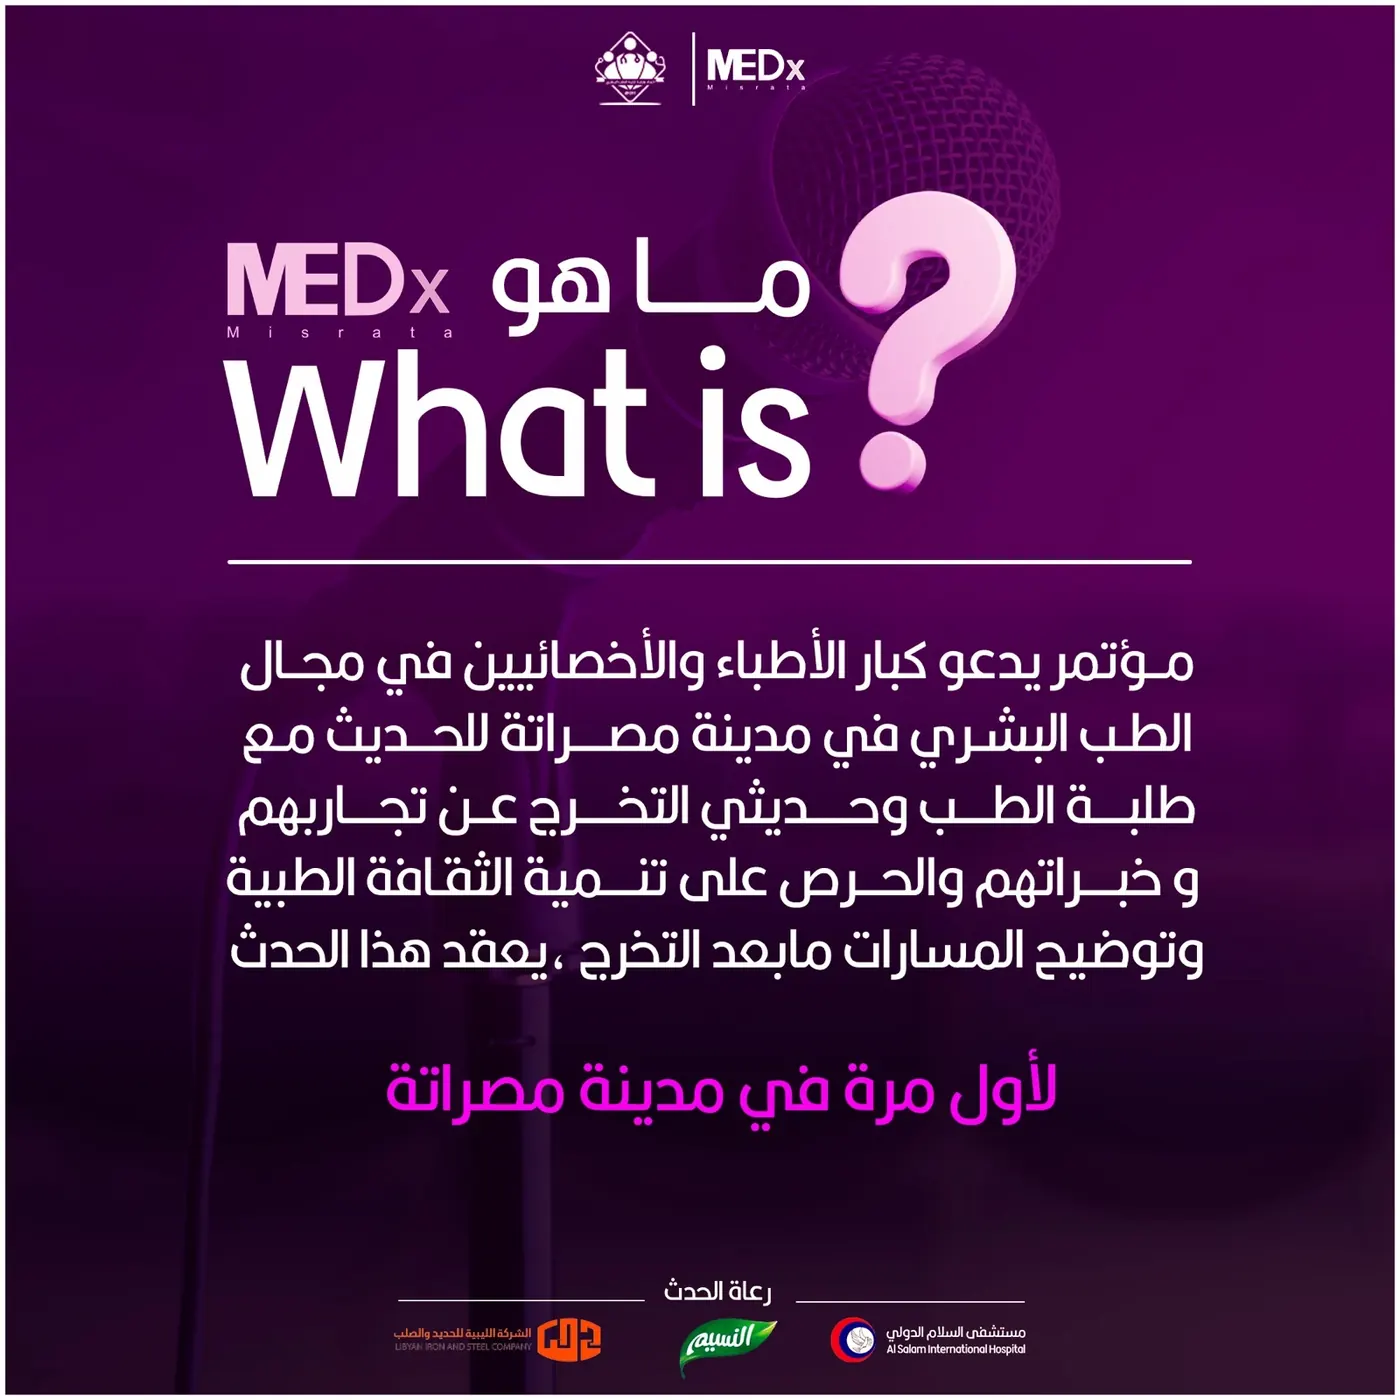 MEDx
Misrata
ما هو MEDx
Misrata
What is ?
مؤتمر يدعو كبار الأطباء والأخصائيين في مجال
الطب البشري في مدينة مصراتة للحديث مع
طلبة الطب وحديثي التخرج عن تجاربهم
و خبراتهم والحرص على تنمية الثقافة الطبية
وتوضيح المسارات مابعد التخرج ،يعقد هذا الحدث
لأول مرة في مدينة مصراتة
رعاة الحدث
مستشفى السلام الدولي
Al Salam International Hospital
النسيم
الشركة الليبية للحديد والصلب
LIBYAN IRON AND STEEL COMPANY